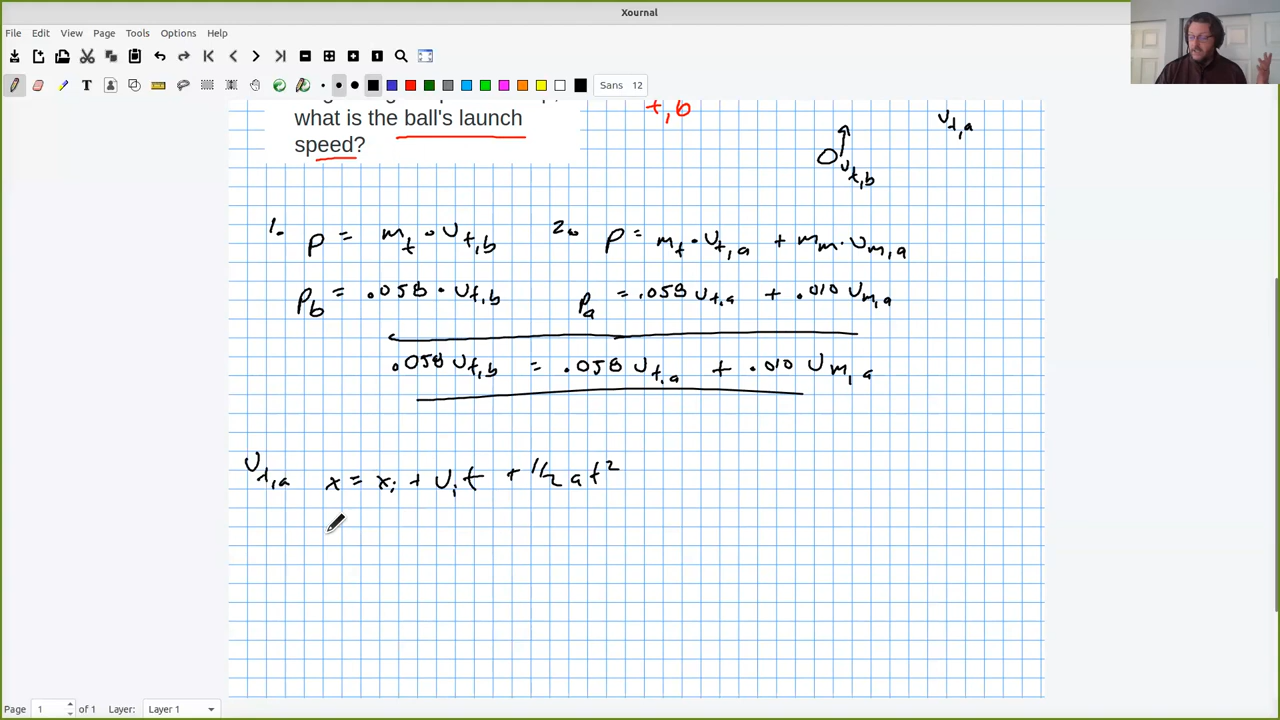 Xournal
File Edit View Page Tools Options Help
Sans 12
what is the ball's launch
speed?
t,b
v_t,a
v_t,b
1. P = m_t · v_t,b 2. P = m_t · v_t,a + m_m · v_m,a
P_b = .058 · v_t,b P_a = .058 v_t,a + .010 v_m,a
.058 v_t,b = .058 v_t,a + .010 v_m,a
v_t,a x = x_i + v_i t + 1/2 a t²
Page 1 of 1 Layer: Layer 1